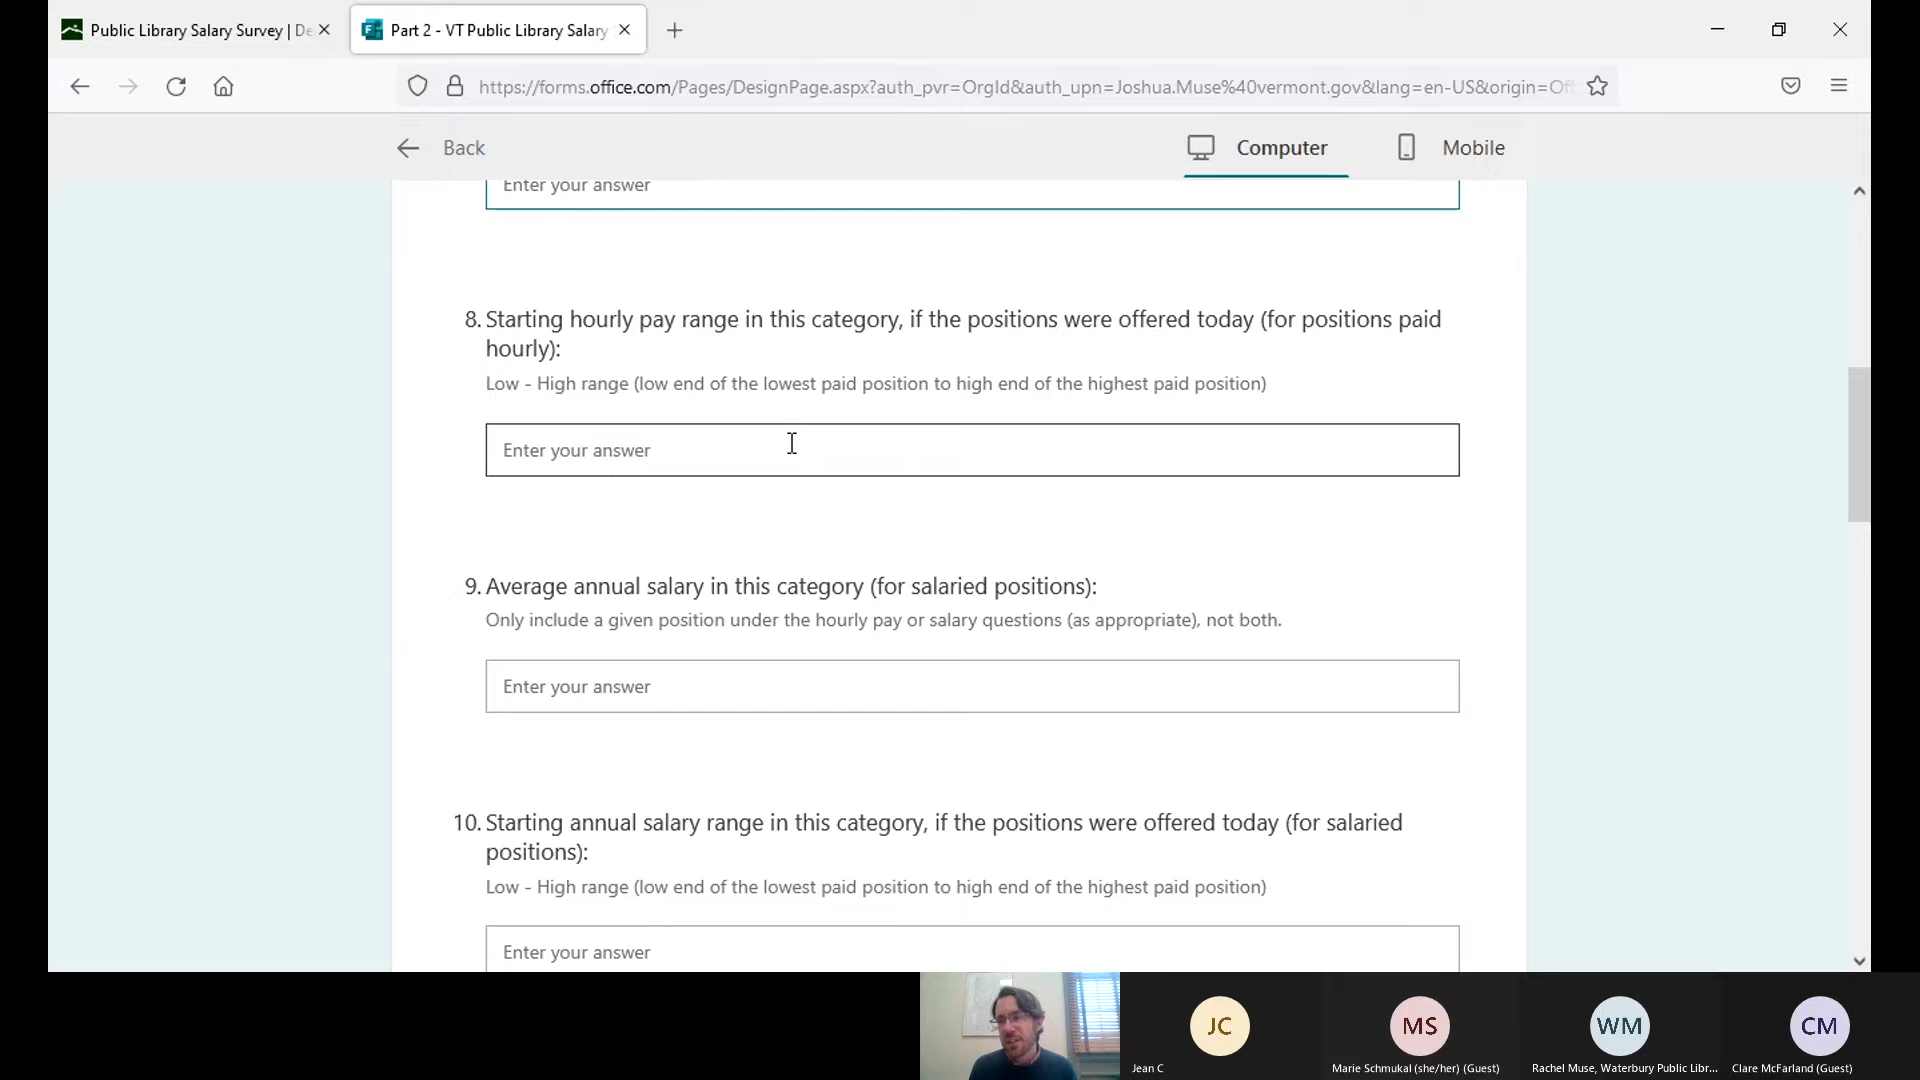 Public Library Salary Survey | De
Part 2 - VT Public Library Salary
https://forms.office.com/Pages/DesignPage.aspx?auth_pvr=OrgId&auth_upn=Joshua.Muse%40vermont.gov&lang=en-US&origin=Off
Back
Computer
Mobile
Enter your answer
8. Starting hourly pay range in this category, if the positions were offered today (for positions paid
hourly):
Low - High range (low end of the lowest paid position to high end of the highest paid position)
Enter your answer
9. Average annual salary in this category (for salaried positions):
Only include a given position under the hourly pay or salary questions (as appropriate), not both.
Enter your answer
10. Starting annual salary range in this category, if the positions were offered today (for salaried
positions):
Low - High range (low end of the lowest paid position to high end of the highest paid position)
Enter your answer
JC
MS
WM
CM
Jean C
Marie Schmukal (she/her) (Guest)
Rachel Muse, Waterbury Public Libr...
Clare McFarland (Guest)